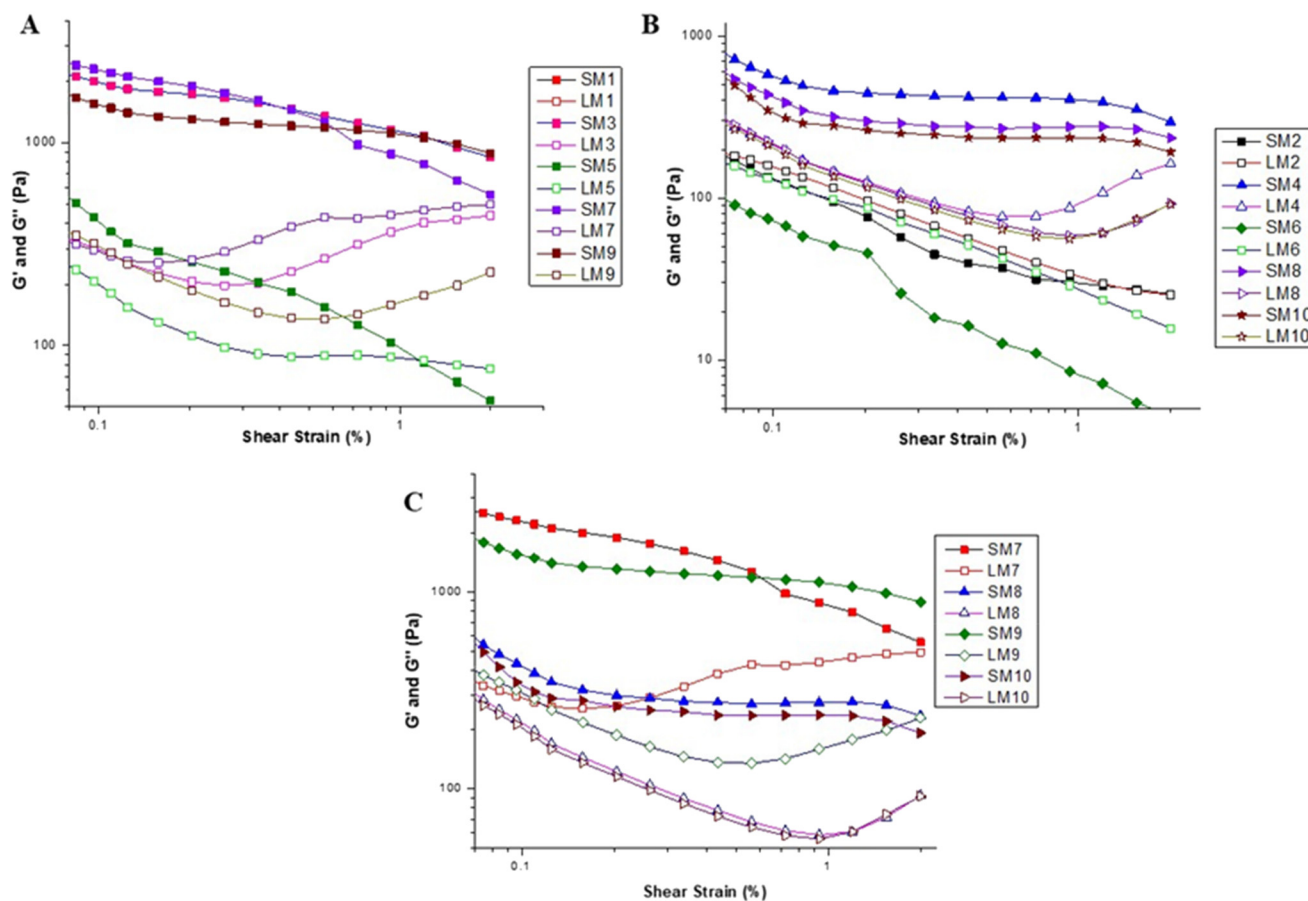 A
G' and G'' (Pa)
1000
100
0.1
1
Shear Strain (%)
SM1
LM1
SM3
LM3
SM5
LM5
SM7
LM7
SM9
LM9
B
G' and G'' (Pa)
1000
100
10
0.1
1
Shear Strain (%)
SM2
LM2
SM4
LM4
SM6
LM6
SM8
LM8
SM10
LM10
C
G' and G'' (Pa)
1000
100
0.1
1
Shear Strain (%)
SM7
LM7
SM8
LM8
SM9
LM9
SM10
LM10